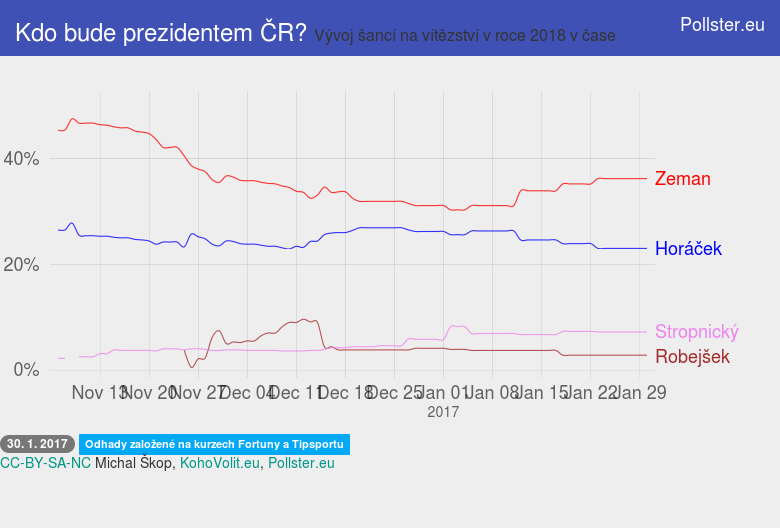 Kdo bude prezidentem ČR? Vývoj šancí na vítězství v roce 2018 v čase
Pollster.eu
40%
20%
0%
Zeman
Horáček
Stropnický
Robejšek
Nov 13 Nov 20 Nov 27 Dec 04 Dec 11 Dec 18 Dec 25 Jan 01 Jan 08 Jan 15 Jan 22 Jan 29
2017
30. 1. 2017 Odhady založené na kurzech Fortuny a Tipsportu
CC-BY-SA-NC Michal Škop, KohoVolit.eu, Pollster.eu